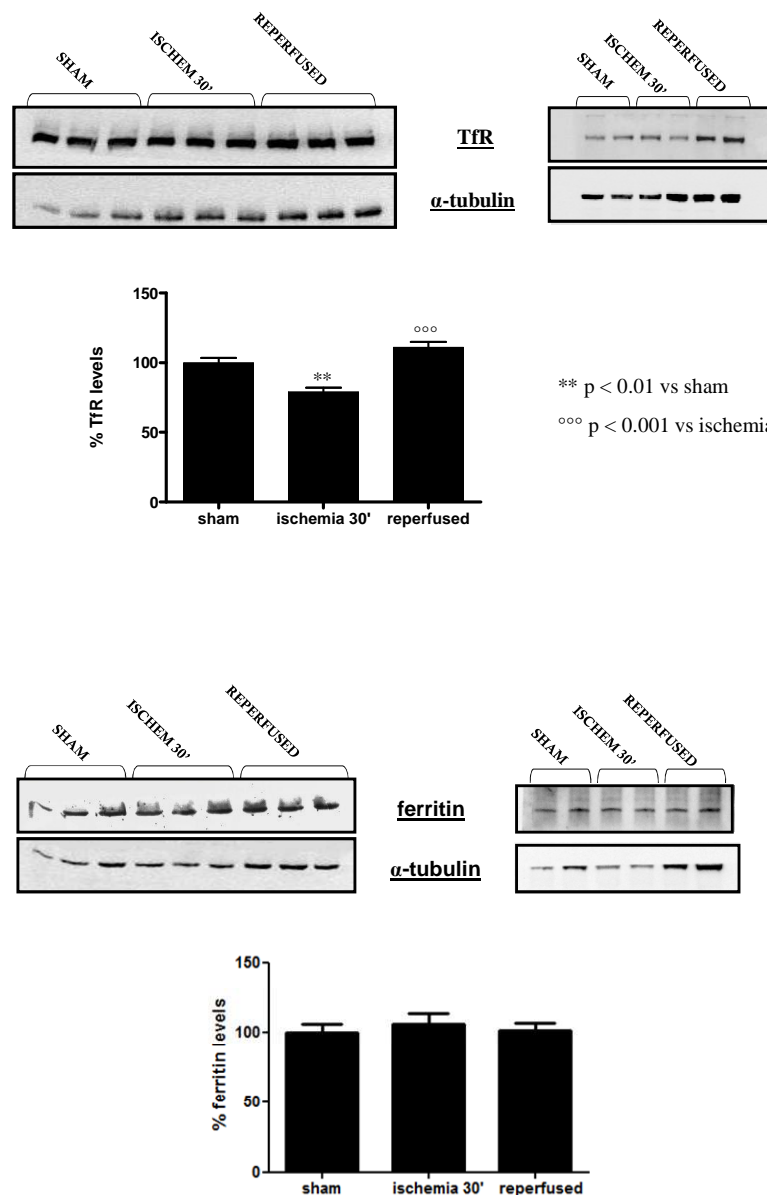 SHAM
ISCHEM 30'
REPERFUSED
SHAM
ISCHEM 30'
REPERFUSED
TfR
α-tubulin
150
100
50
0
% TfR levels
**
°°°
sham
ischemia 30'
reperfused
** p < 0.01 vs sham
°°° p < 0.001 vs ischemia
SHAM
ISCHEM 30'
REPERFUSED
SHAM
ISCHEM 30'
REPERFUSED
ferritin
α-tubulin
150
100
50
0
% ferritin levels
sham
ischemia 30'
reperfused